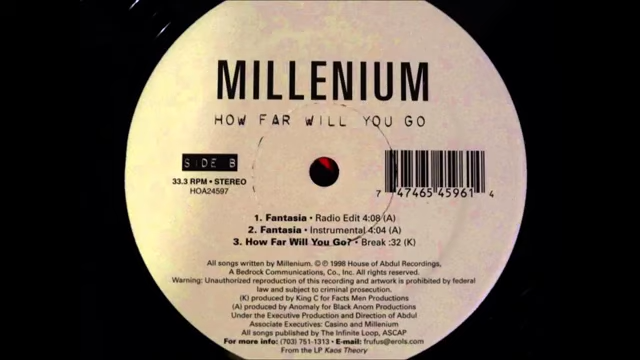 MILLENIUM
HOW FAR WILL YOU GO
SIDE B
33.3 RPM • STEREO
HOA24597
7 47465 45961 4
1. Fantasia • Radio Edit 4:08 (A)
2. Fantasia • Instrumental 4:04 (A)
3. How Far Will You Go? • Break :32 (K)
All songs written by Millenium. © ℗ 1998 House of Abdul Recordings,
A Bedrock Communications, Co., Inc. All rights reserved.
Warning: Unauthorized reproduction of this recording and artwork is prohibited by federal
law and subject to criminal prosecution.
(K) produced by King C for Facts Men Productions
(A) produced by Anomaly for Black Anorn Productions
Under the Executive Production and Direction of Abdul
Associate Executives: Casino and Millenium
All songs published by The Infinite Loop, ASCAP
For more info: (703) 751-1313 • E-mail: frufus@erols.com
From the LP Kaos Theory